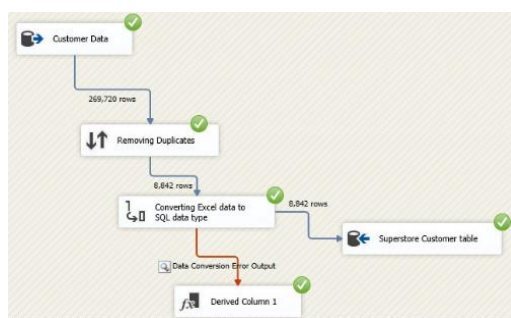 Customer Data
269,720 rows
Removing Duplicates
8,842 rows
Converting Excel data to
SQL data type
8,842 rows
Superstore Customer table
Data Conversion Error Output
Derived Column 1